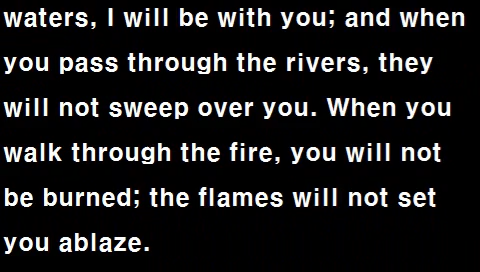 waters, I will be with you; and when
you pass through the rivers, they
will not sweep over you. When you
walk through the fire, you will not
be burned; the flames will not set
you ablaze.